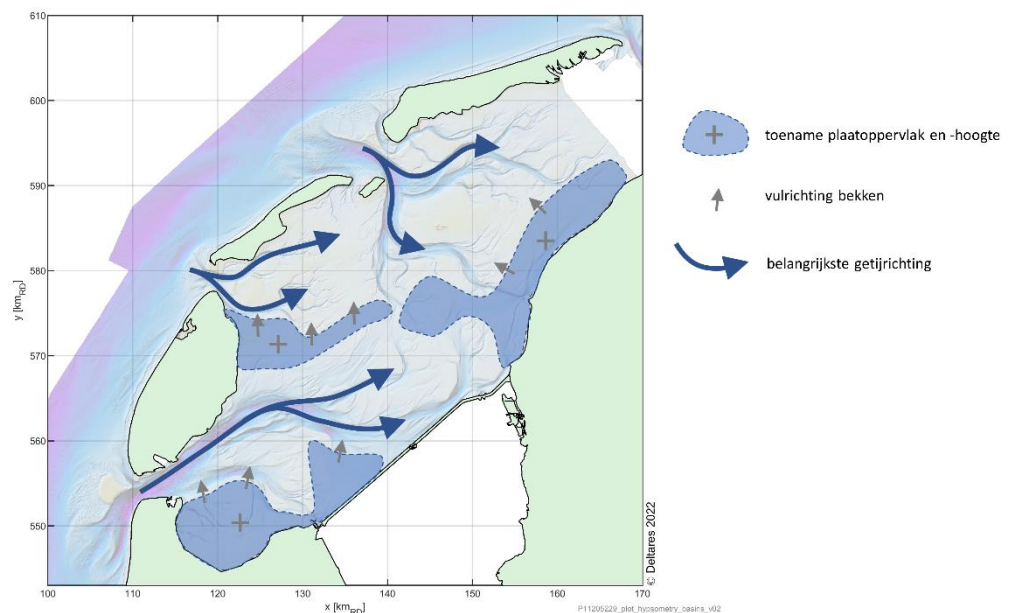 610
600
590
580
570
560
550
y [km_RD]
100
110
120
130
140
150
160
170
x [km_RD]
© Deltares 2022
P11205229_plot_hypsometry_basins_v02
toename plaatoppervlak en -hoogte
vulrichting bekken
belangrijkste getijrichting